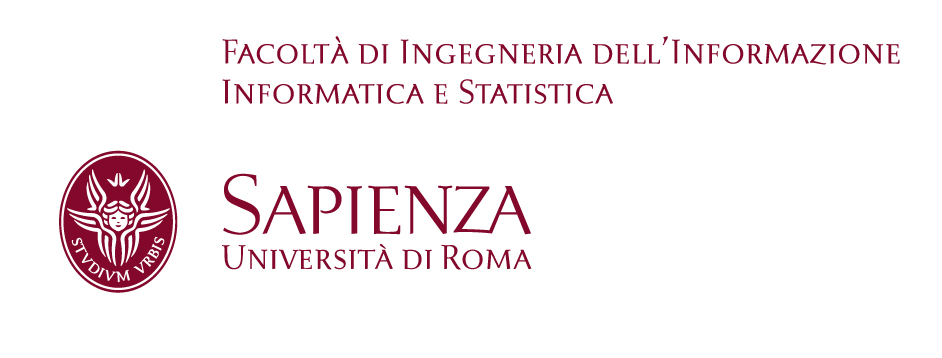 Facoltà di Ingegneria dell'Informazione
Informatica e Statistica
Sapienza
Università di Roma
STVDIVM VRBIS